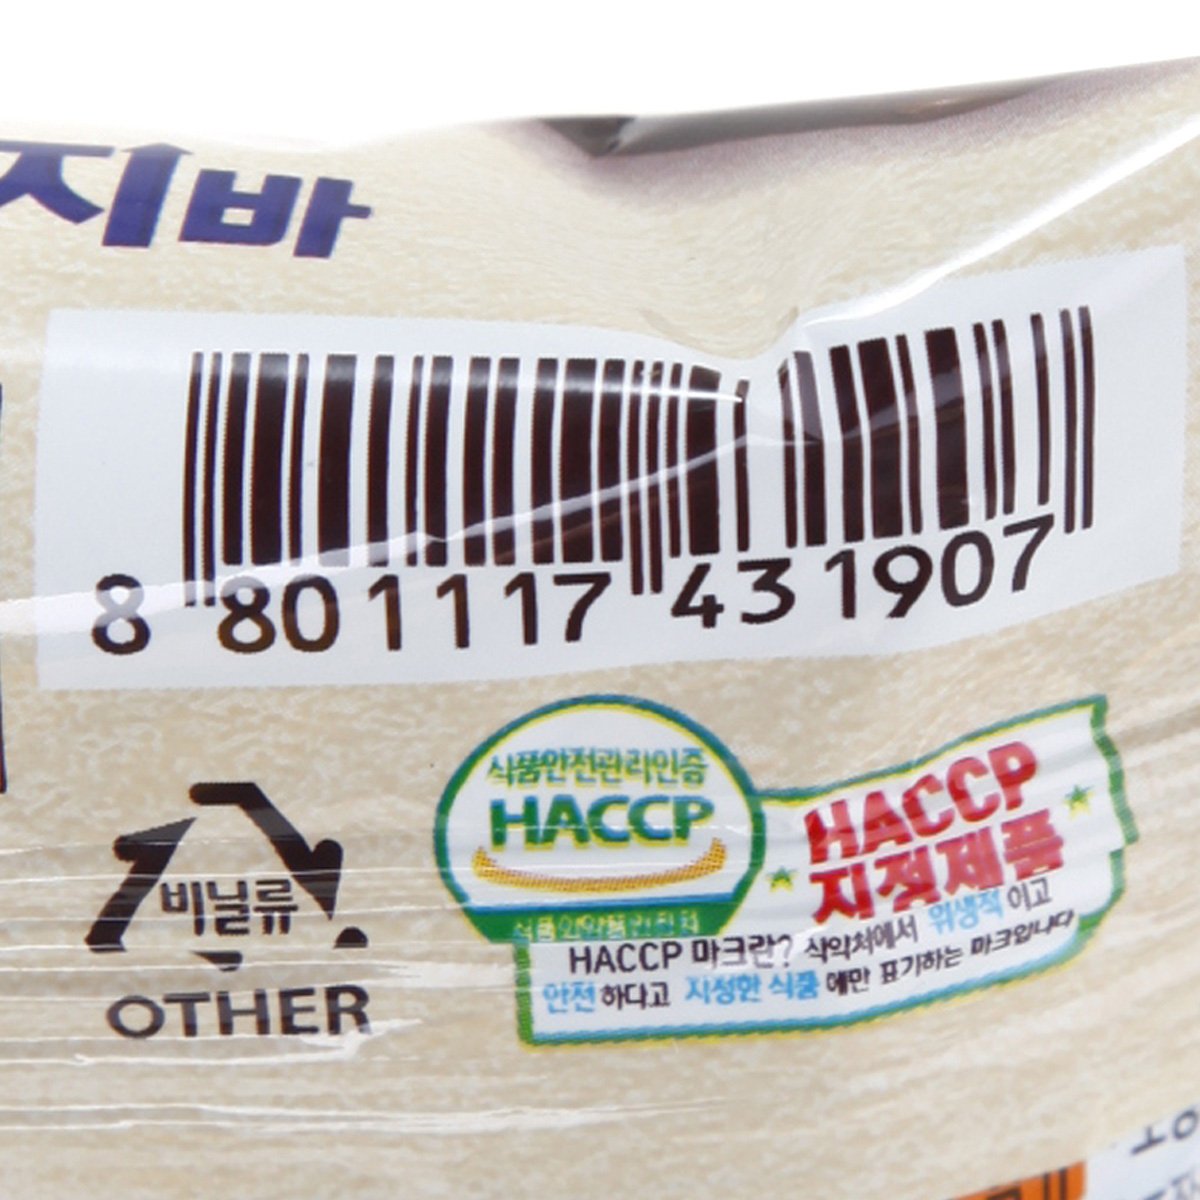 지바
8 801117 431907
식품안전관리인증
HACCP
HACCP
지정제품
HACCP 마크란? 식약처에서 위생적이고
안전하다고 지정한 식품에만 표기하는 마크입니다
비닐류
OTHER